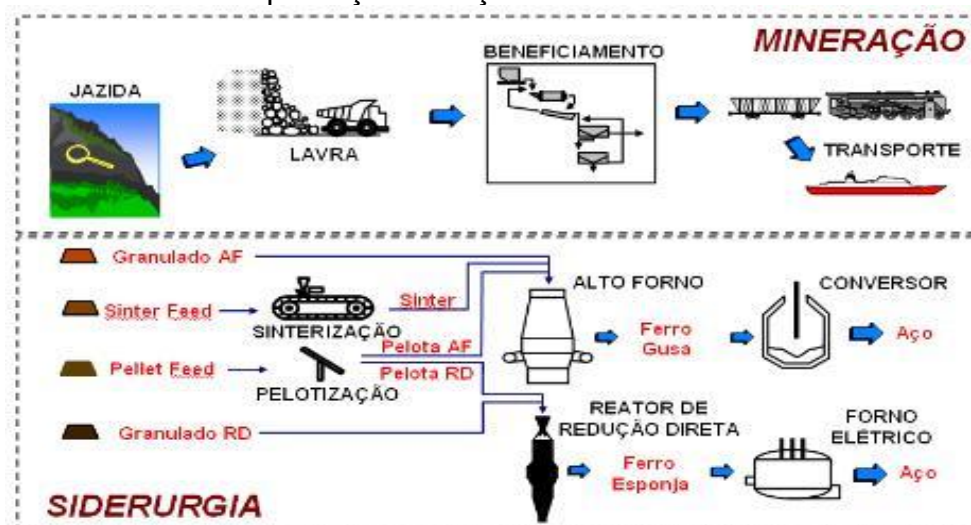 MINERAÇÃO
BENEFICIAMENTO
JAZIDA
LAVRA
TRANSPORTE
Granulado AF
ALTO FORNO
CONVERSOR
Sinter Feed
Sinter
SINTERIZAÇÃO
Ferro
Gusa
Aço
Pelota AF
Pellet Feed
Pelota RD
PELOTIZAÇÃO
REATOR DE
REDUÇÃO DIRETA
FORNO
ELÉTRICO
Granulado RD
Ferro
Esponja
Aço
SIDERURGIA